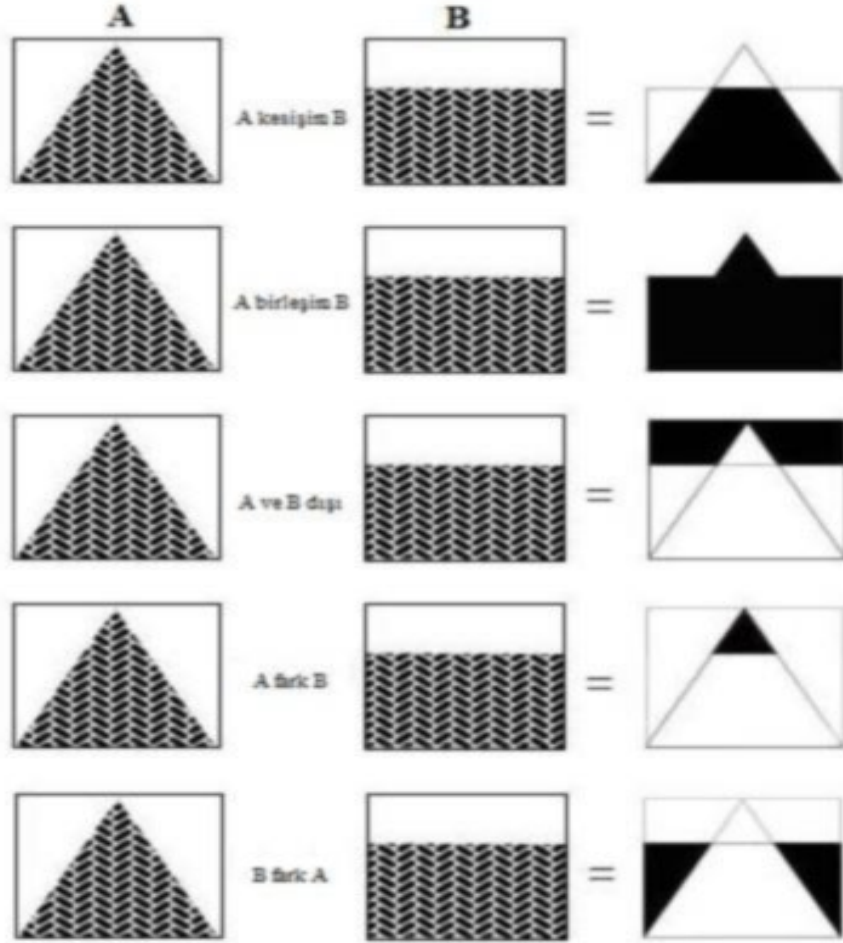 A B
A kesişim B
=
A birleşim B
=
A ve B dışı
=
A fark B
=
B fark A
=